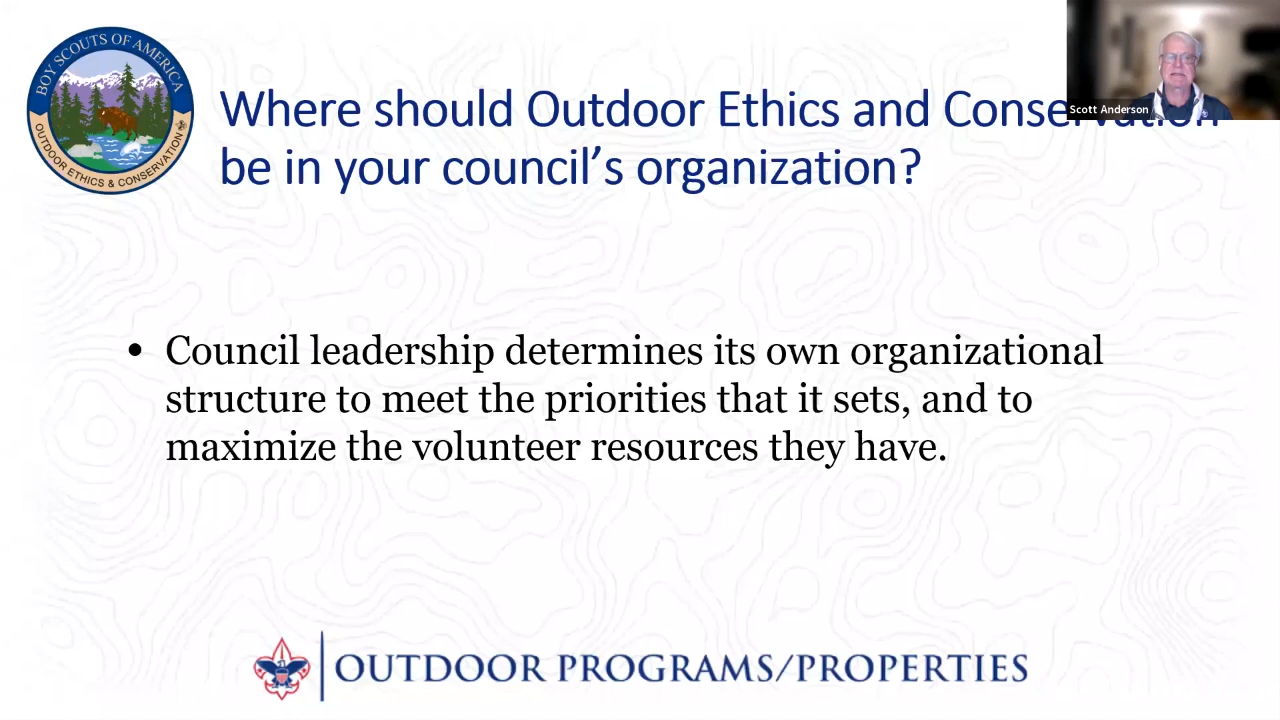 BOY SCOUTS OF AMERICA
OUTDOOR ETHICS & CONSERVATION
Where should Outdoor Ethics and Conservation
be in your council’s organization?
Scott Anderson
• Council leadership determines its own organizational
structure to meet the priorities that it sets, and to
maximize the volunteer resources they have.
OUTDOOR PROGRAMS/PROPERTIES